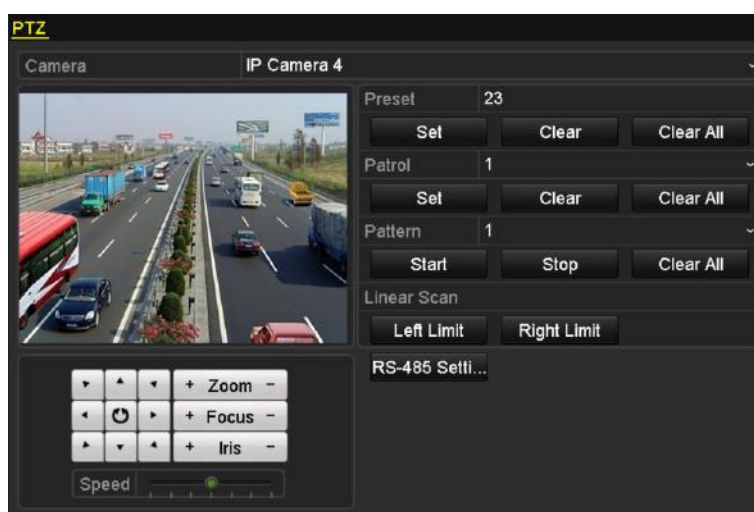 PTZ
Camera IP Camera 4
Preset 23
Set Clear Clear All
Patrol 1
Set Clear Clear All
Pattern 1
Start Stop Clear All
Linear Scan
Left Limit Right Limit
RS-485 Setti...
+ Zoom -
+ Focus -
+ Iris -
Speed